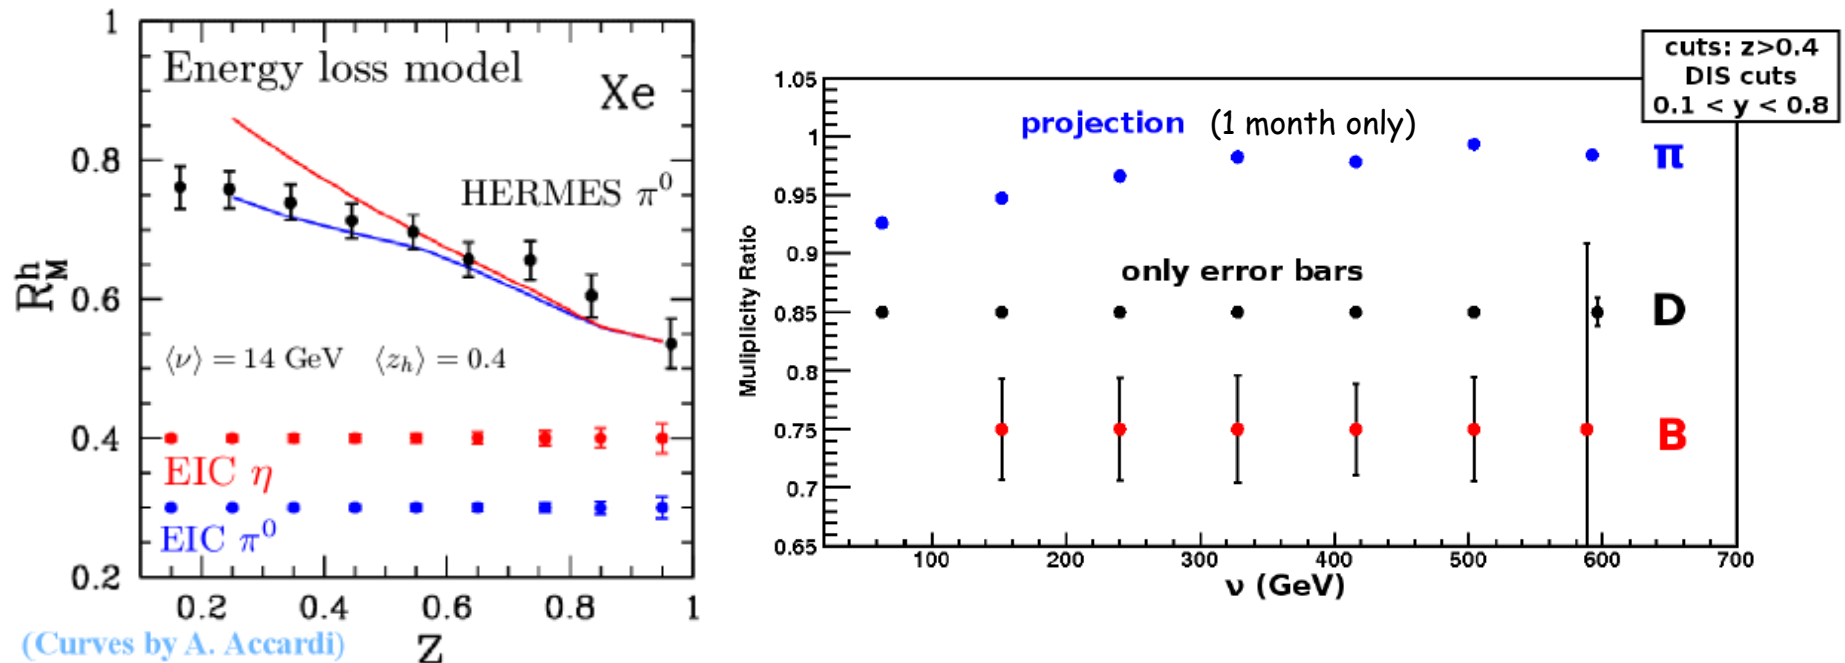 1
0.8
0.6
0.4
0.2
R_M^h
Energy loss model
Xe
HERMES π⁰
⟨ν⟩ = 14 GeV ⟨z_h⟩ = 0.4
EIC η
EIC π⁰
0.2 0.4 0.6 0.8 1
z
(Curves by A. Accardi)
cuts: z>0.4
DIS cuts
0.1 < y < 0.8
1.05
1
0.95
0.9
0.85
0.8
0.75
0.7
0.65
Muliplicity Ratio
projection (1 month only)
π
only error bars
D
B
100 200 300 400 500 600 700
ν (GeV)